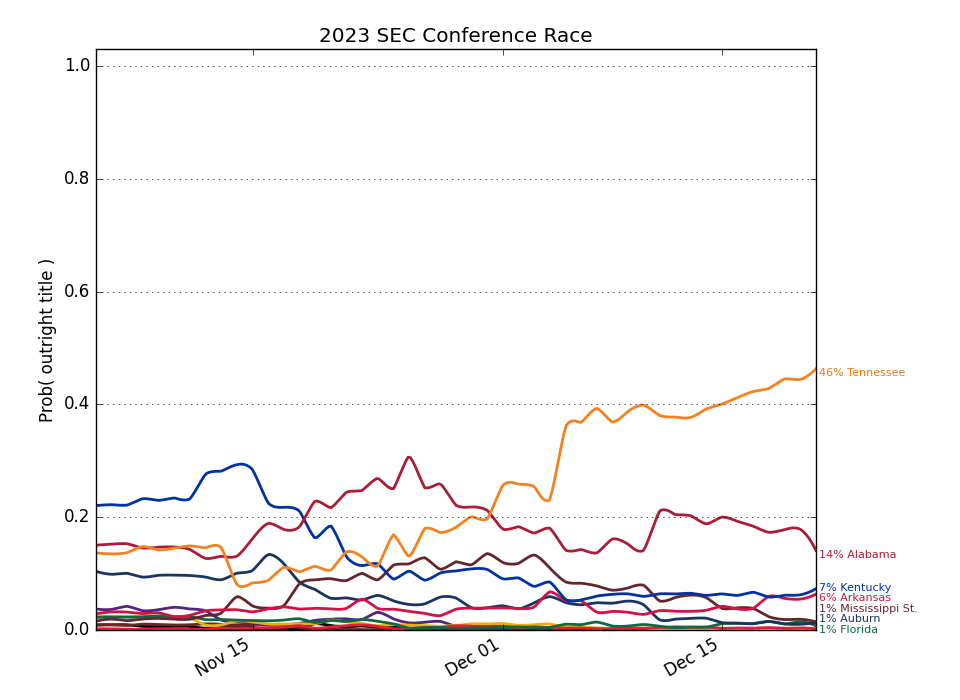 2023 SEC Conference Race
Prob( outright title )
1.0
0.8
0.6
0.4
0.2
0.0
Nov 15
Dec 01
Dec 15
46% Tennessee
14% Alabama
7% Kentucky
6% Arkansas
1% Mississippi St.
1% Auburn
1% Florida